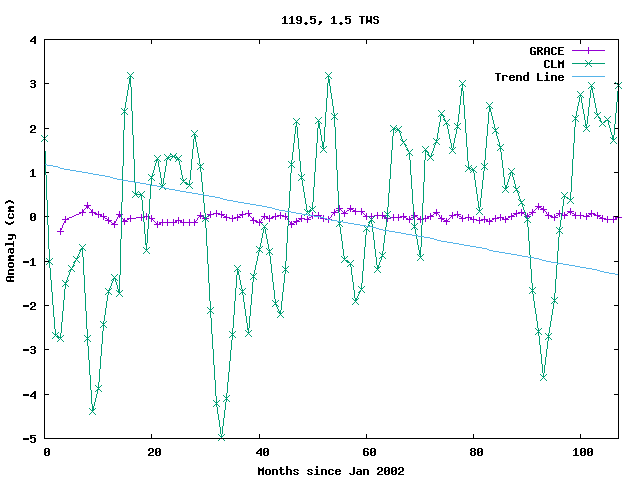 119.5, 1.5 TWS
GRACE
CLM
Trend Line
4
3
2
1
0
-1
-2
-3
-4
-5
Anomaly (cm)
0 20 40 60 80 100
Months since Jan 2002